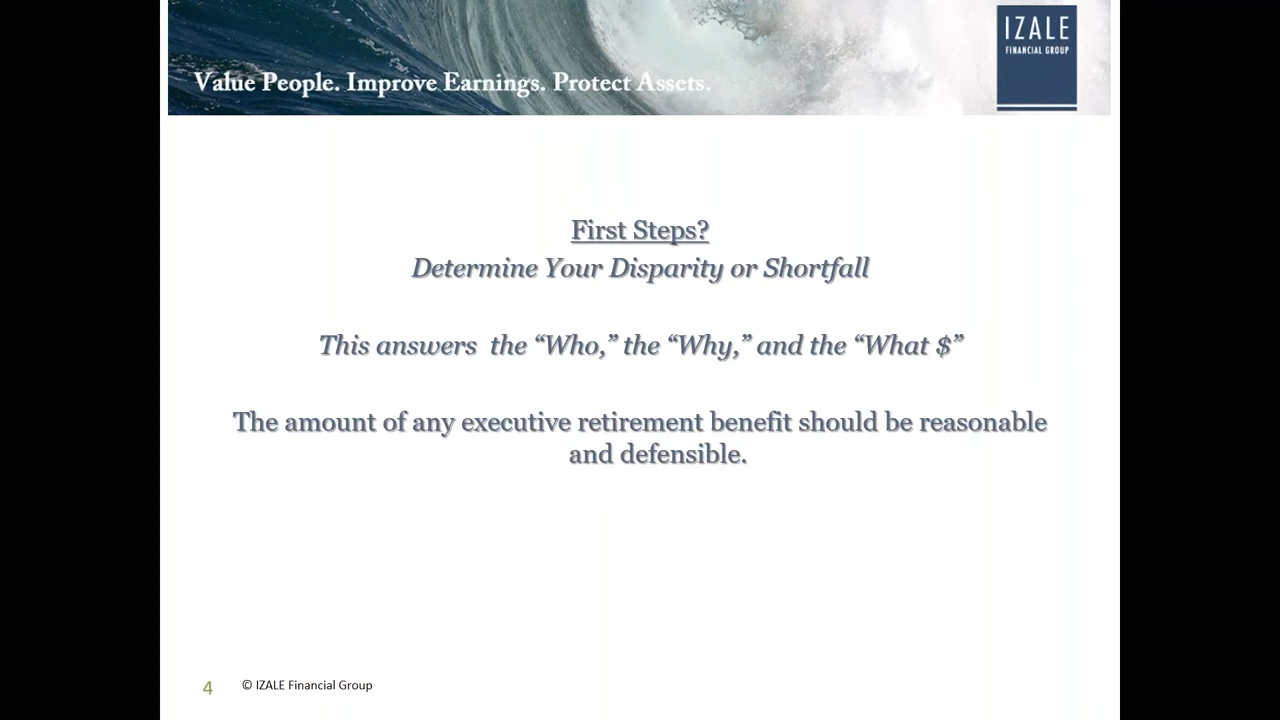 IZALE
FINANCIAL GROUP
Value People. Improve Earnings. Protect Assets.
First Steps?
Determine Your Disparity or Shortfall
This answers  the “Who,” the “Why,” and the “What $”
The amount of any executive retirement benefit should be reasonable
and defensible.
4
© IZALE Financial Group